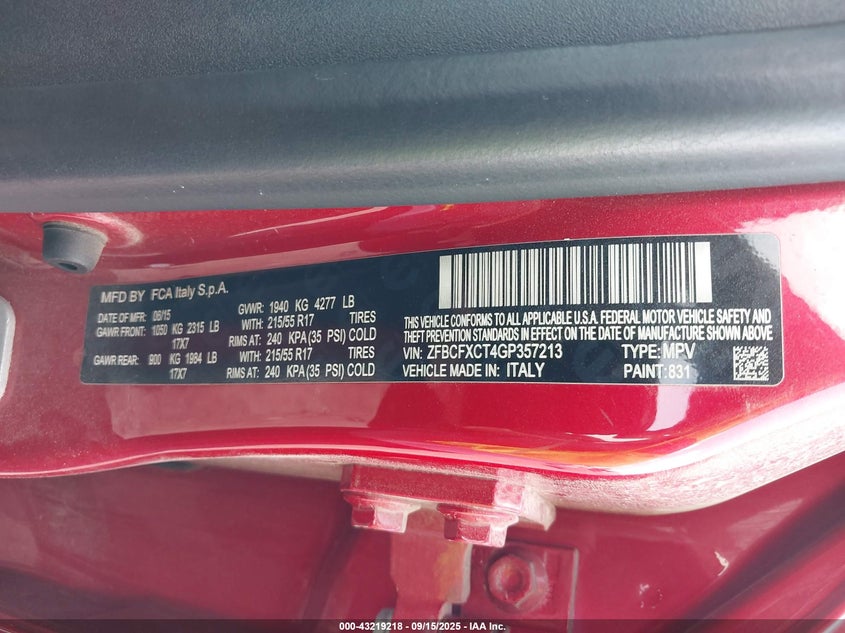 MFD BY FCA Italy S.p.A.
DATE OF MFR: 06/15 GVWR: 1940 KG 4277 LB
GAWR FRONT: 1050 KG 2315 LB WITH: 215/55 R17 TIRES
17X7 RIMS AT: 240 KPA (35 PSI) COLD
GAWR REAR: 900 KG 1984 LB WITH: 215/55 R17 TIRES
17X7 RIMS AT: 240 KPA (35 PSI) COLD
THIS VEHICLE CONFORMS TO ALL APPLICABLE U.S.A. FEDERAL MOTOR VEHICLE SAFETY AND
THEFT PREVENTION STANDARDS IN EFFECT ON THE DATE OF MANUFACTURE SHOWN ABOVE
VIN: ZFBCFXCT4GP357213 TYPE: MPV
VEHICLE MADE IN: ITALY PAINT: 831
000-43219218 - 09/15/2025 - IAA Inc.